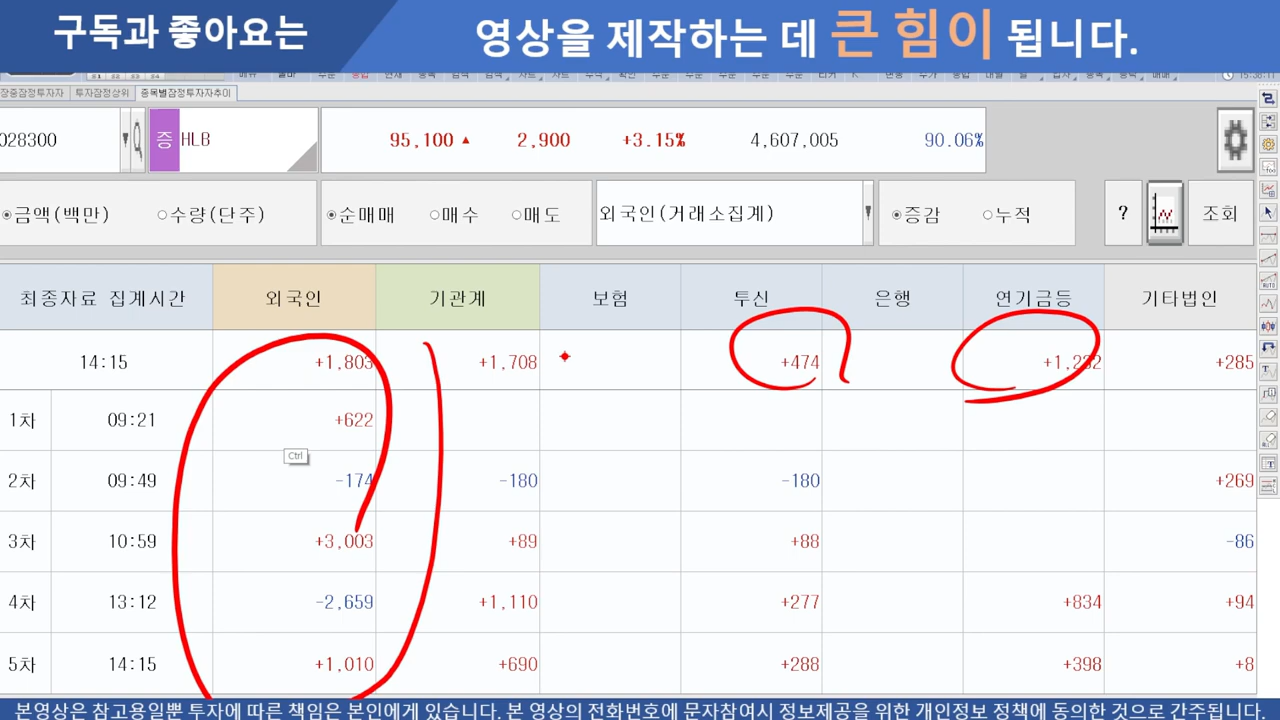 구독과 좋아요는
영상을 제작하는 데 큰 힘이 됩니다.
장중잠정투자자 투자잠정상위 종목별잠정투자자추이
028300 증 HLB 95,100 ▲ 2,900 +3.15% 4,607,005 90.06%
금액(백만) 수량(단주) 순매매 매수 매도 외국인(거래소집계) 증감 누적 ? 조회
최종자료 집계시간 외국인 기관계 보험 투신 은행 연기금등 기타법인
14:15 +1,803 +1,708 +474 +1,232 +285
1차 09:21 +622
Ctrl
2차 09:49 -174 -180 -180 +269
3차 10:59 +3,003 +89 +88 -86
4차 13:12 -2,659 +1,110 +277 +834 +94
5차 14:15 +1,010 +690 +288 +398 +8
본영상은 참고용일뿐 투자에 따른 책임은 본인에게 있습니다. 본 영상의 전화번호에 문자참여시 정보제공을 위한 개인정보 정책에 동의한 것으로 간주됩니다.